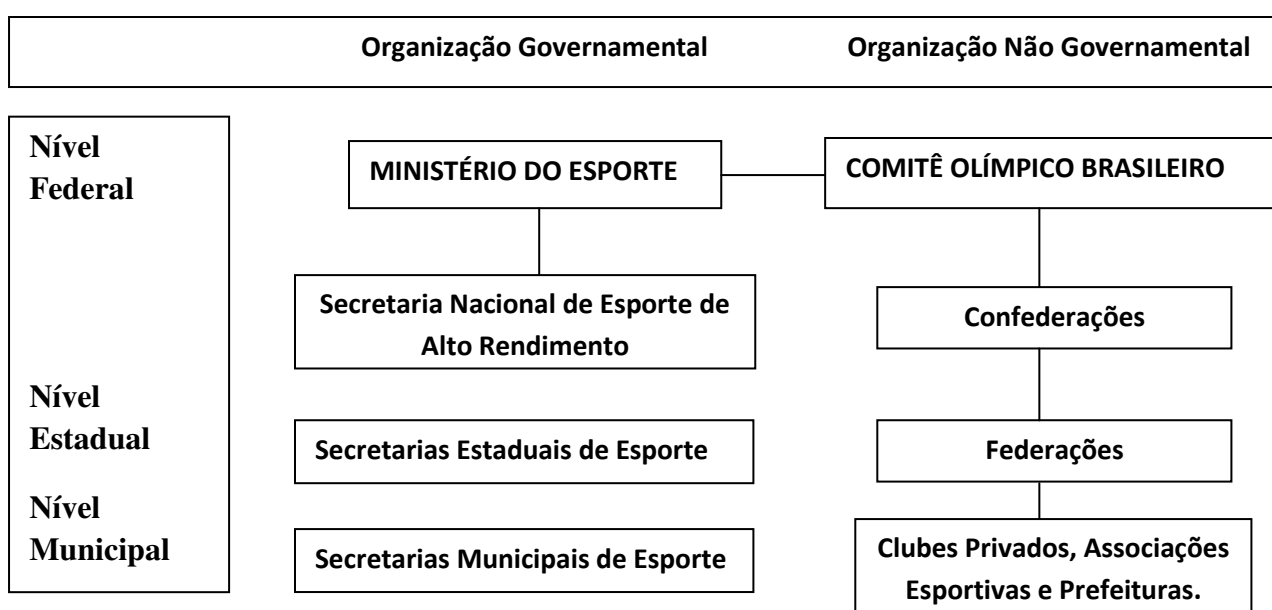 Organização Governamental
Organização Não Governamental
Nível
Federal
MINISTÉRIO DO ESPORTE
COMITÊ OLÍMPICO BRASILEIRO
Secretaria Nacional de Esporte de
Alto Rendimento
Confederações
Nível
Estadual
Secretarias Estaduais de Esporte
Federações
Nível
Municipal
Secretarias Municipais de Esporte
Clubes Privados, Associações
Esportivas e Prefeituras.